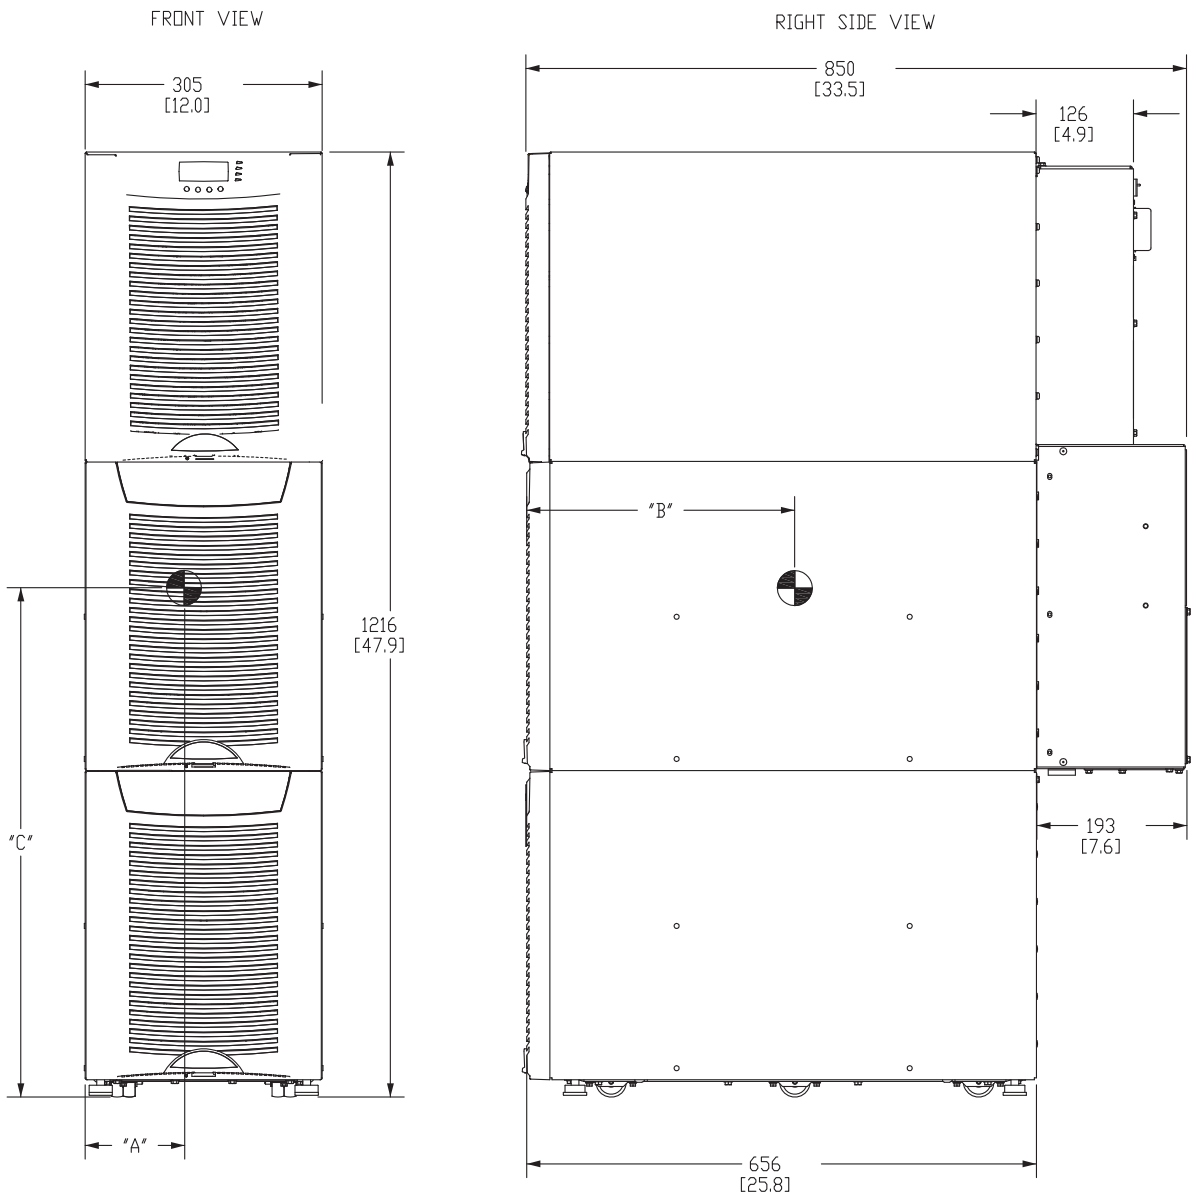 FRONT VIEW
RIGHT SIDE VIEW
305
[12.0]
850
[33.5]
126
[4.9]
"B"
1216
[47.9]
"C"
193
[7.6]
"A"
656
[25.8]